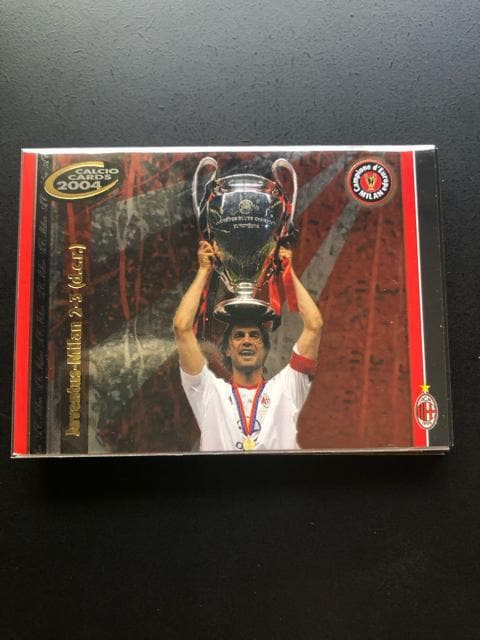 CALCIO
CARDS
2004
Juventus-Milan 2-3 (d.c.r.)
Campione d'Europa
MILAN